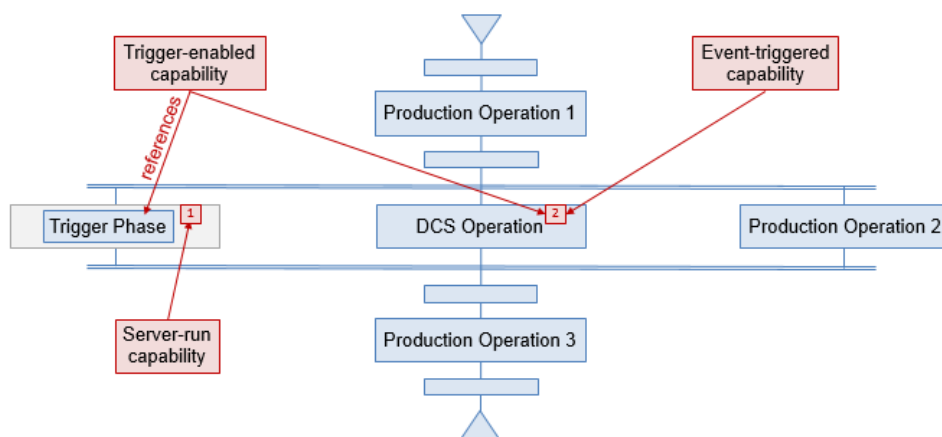 Trigger-enabled
capability
Event-triggered
capability
references
Production Operation 1
Trigger Phase
1
DCS Operation
2
Production Operation 2
Server-run
capability
Production Operation 3